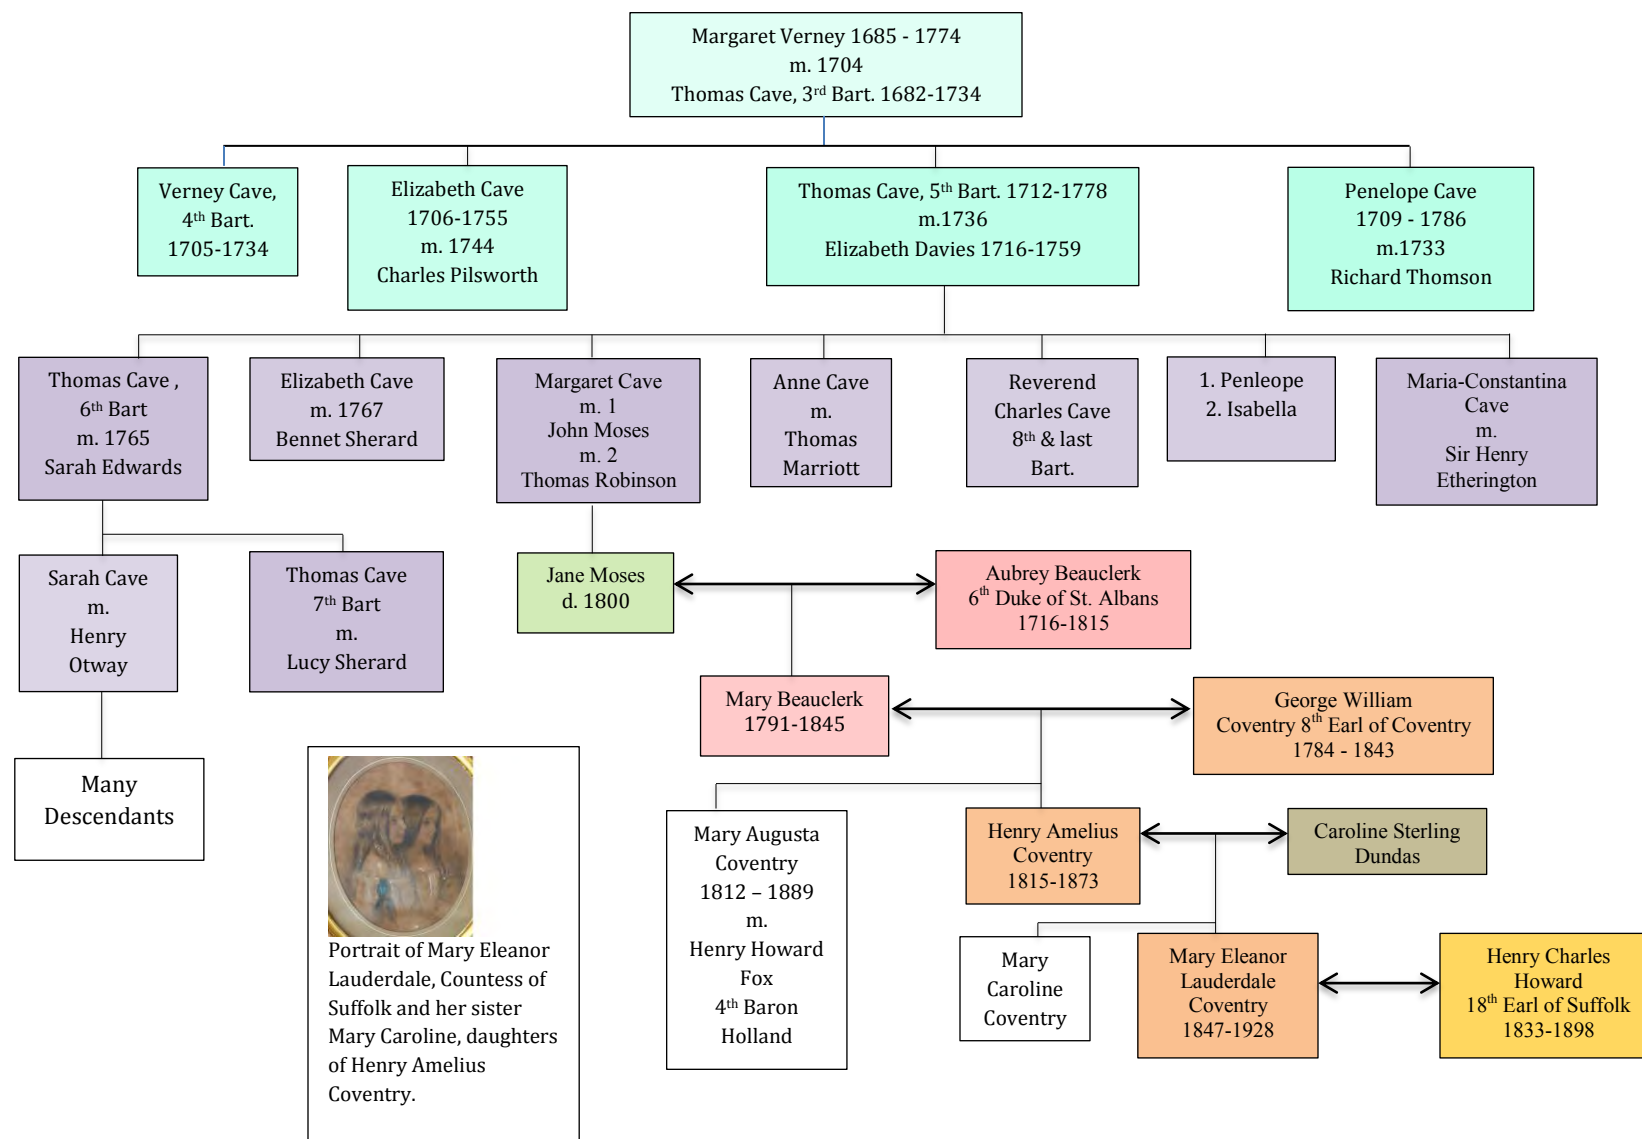 Margaret Verney 1685 - 1774
m. 1704
Thomas Cave, 3rd Bart. 1682-1734
Verney Cave,
4th Bart.
1705-1734
Elizabeth Cave
1706-1755
m. 1744
Charles Pilsworth
Thomas Cave, 5th Bart. 1712-1778
m.1736
Elizabeth Davies 1716-1759
Penelope Cave
1709 - 1786
m.1733
Richard Thomson
Thomas Cave ,
6th Bart
m. 1765
Sarah Edwards
Elizabeth Cave
m. 1767
Bennet Sherard
Margaret Cave
m. 1
John Moses
m. 2
Thomas Robinson
Anne Cave
m.
Thomas
Marriott
Reverend
Charles Cave
8th & last
Bart.
1. Penleope
2. Isabella
Maria-Constantina
Cave
m.
Sir Henry
Etherington
Sarah Cave
m.
Henry
Otway
Thomas Cave
7th Bart
m.
Lucy Sherard
Jane Moses
d. 1800
Aubrey Beauclerk
6th Duke of St. Albans
1716-1815
Mary Beauclerk
1791-1845
George William
Coventry 8th Earl of Coventry
1784 - 1843
Many
Descendants
Portrait of Mary Eleanor
Lauderdale, Countess of
Suffolk and her sister
Mary Caroline, daughters
of Henry Amelius
Coventry.
Mary Augusta
Coventry
1812 – 1889
m.
Henry Howard
Fox
4th Baron
Holland
Henry Amelius
Coventry
1815-1873
Caroline Sterling
Dundas
Mary
Caroline
Coventry
Mary Eleanor
Lauderdale
Coventry
1847-1928
Henry Charles
Howard
18th Earl of Suffolk
1833-1898